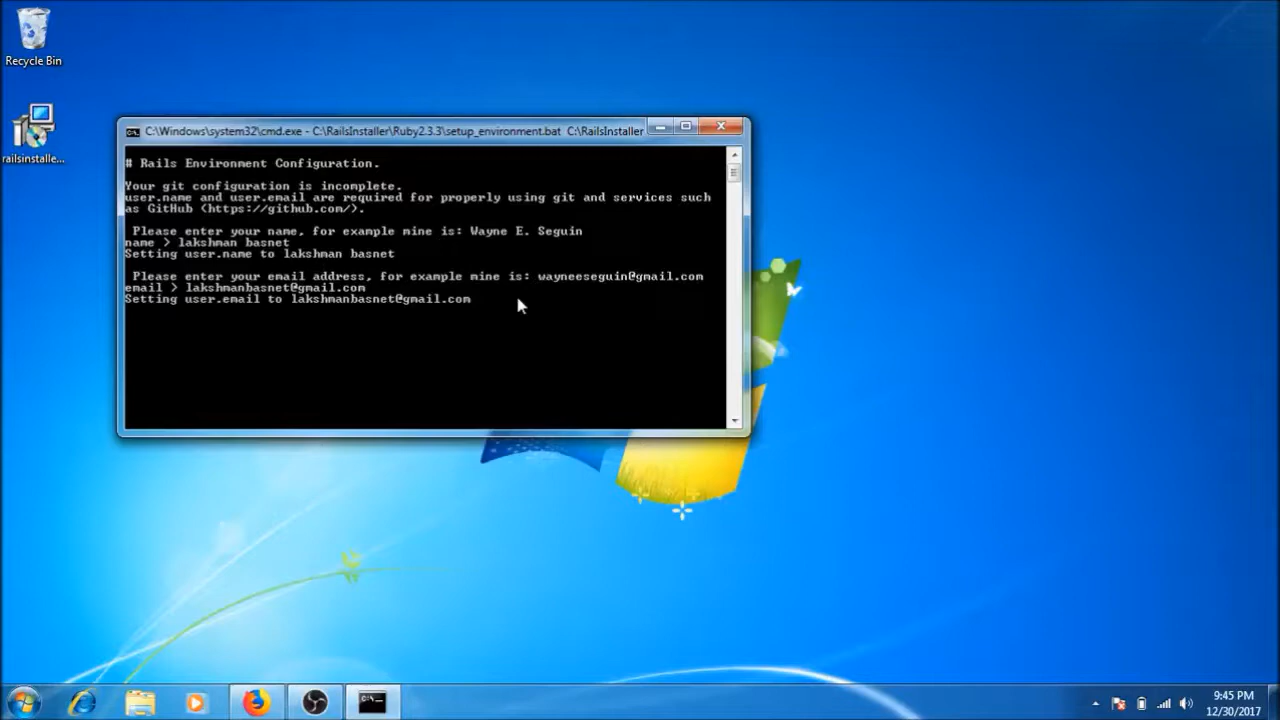 Recycle Bin
railsinstalle...
C:\Windows\system32\cmd.exe - C:\RailsInstaller\Ruby2.3.3\setup_environment.bat C:\RailsInstaller
# Rails Environment Configuration.
Your git configuration is incomplete.
user.name and user.email are required for properly using git and services such
as GitHub (https://github.com/).
Please enter your name, for example mine is: Wayne E. Seguin
name > lakshman basnet
Setting user.name to lakshman basnet
Please enter your email address, for example mine is: wayneeseguin@gmail.com
email > lakshmanbasnet@gmail.com
Setting user.email to lakshmanbasnet@gmail.com
9:45 PM
12/30/2017